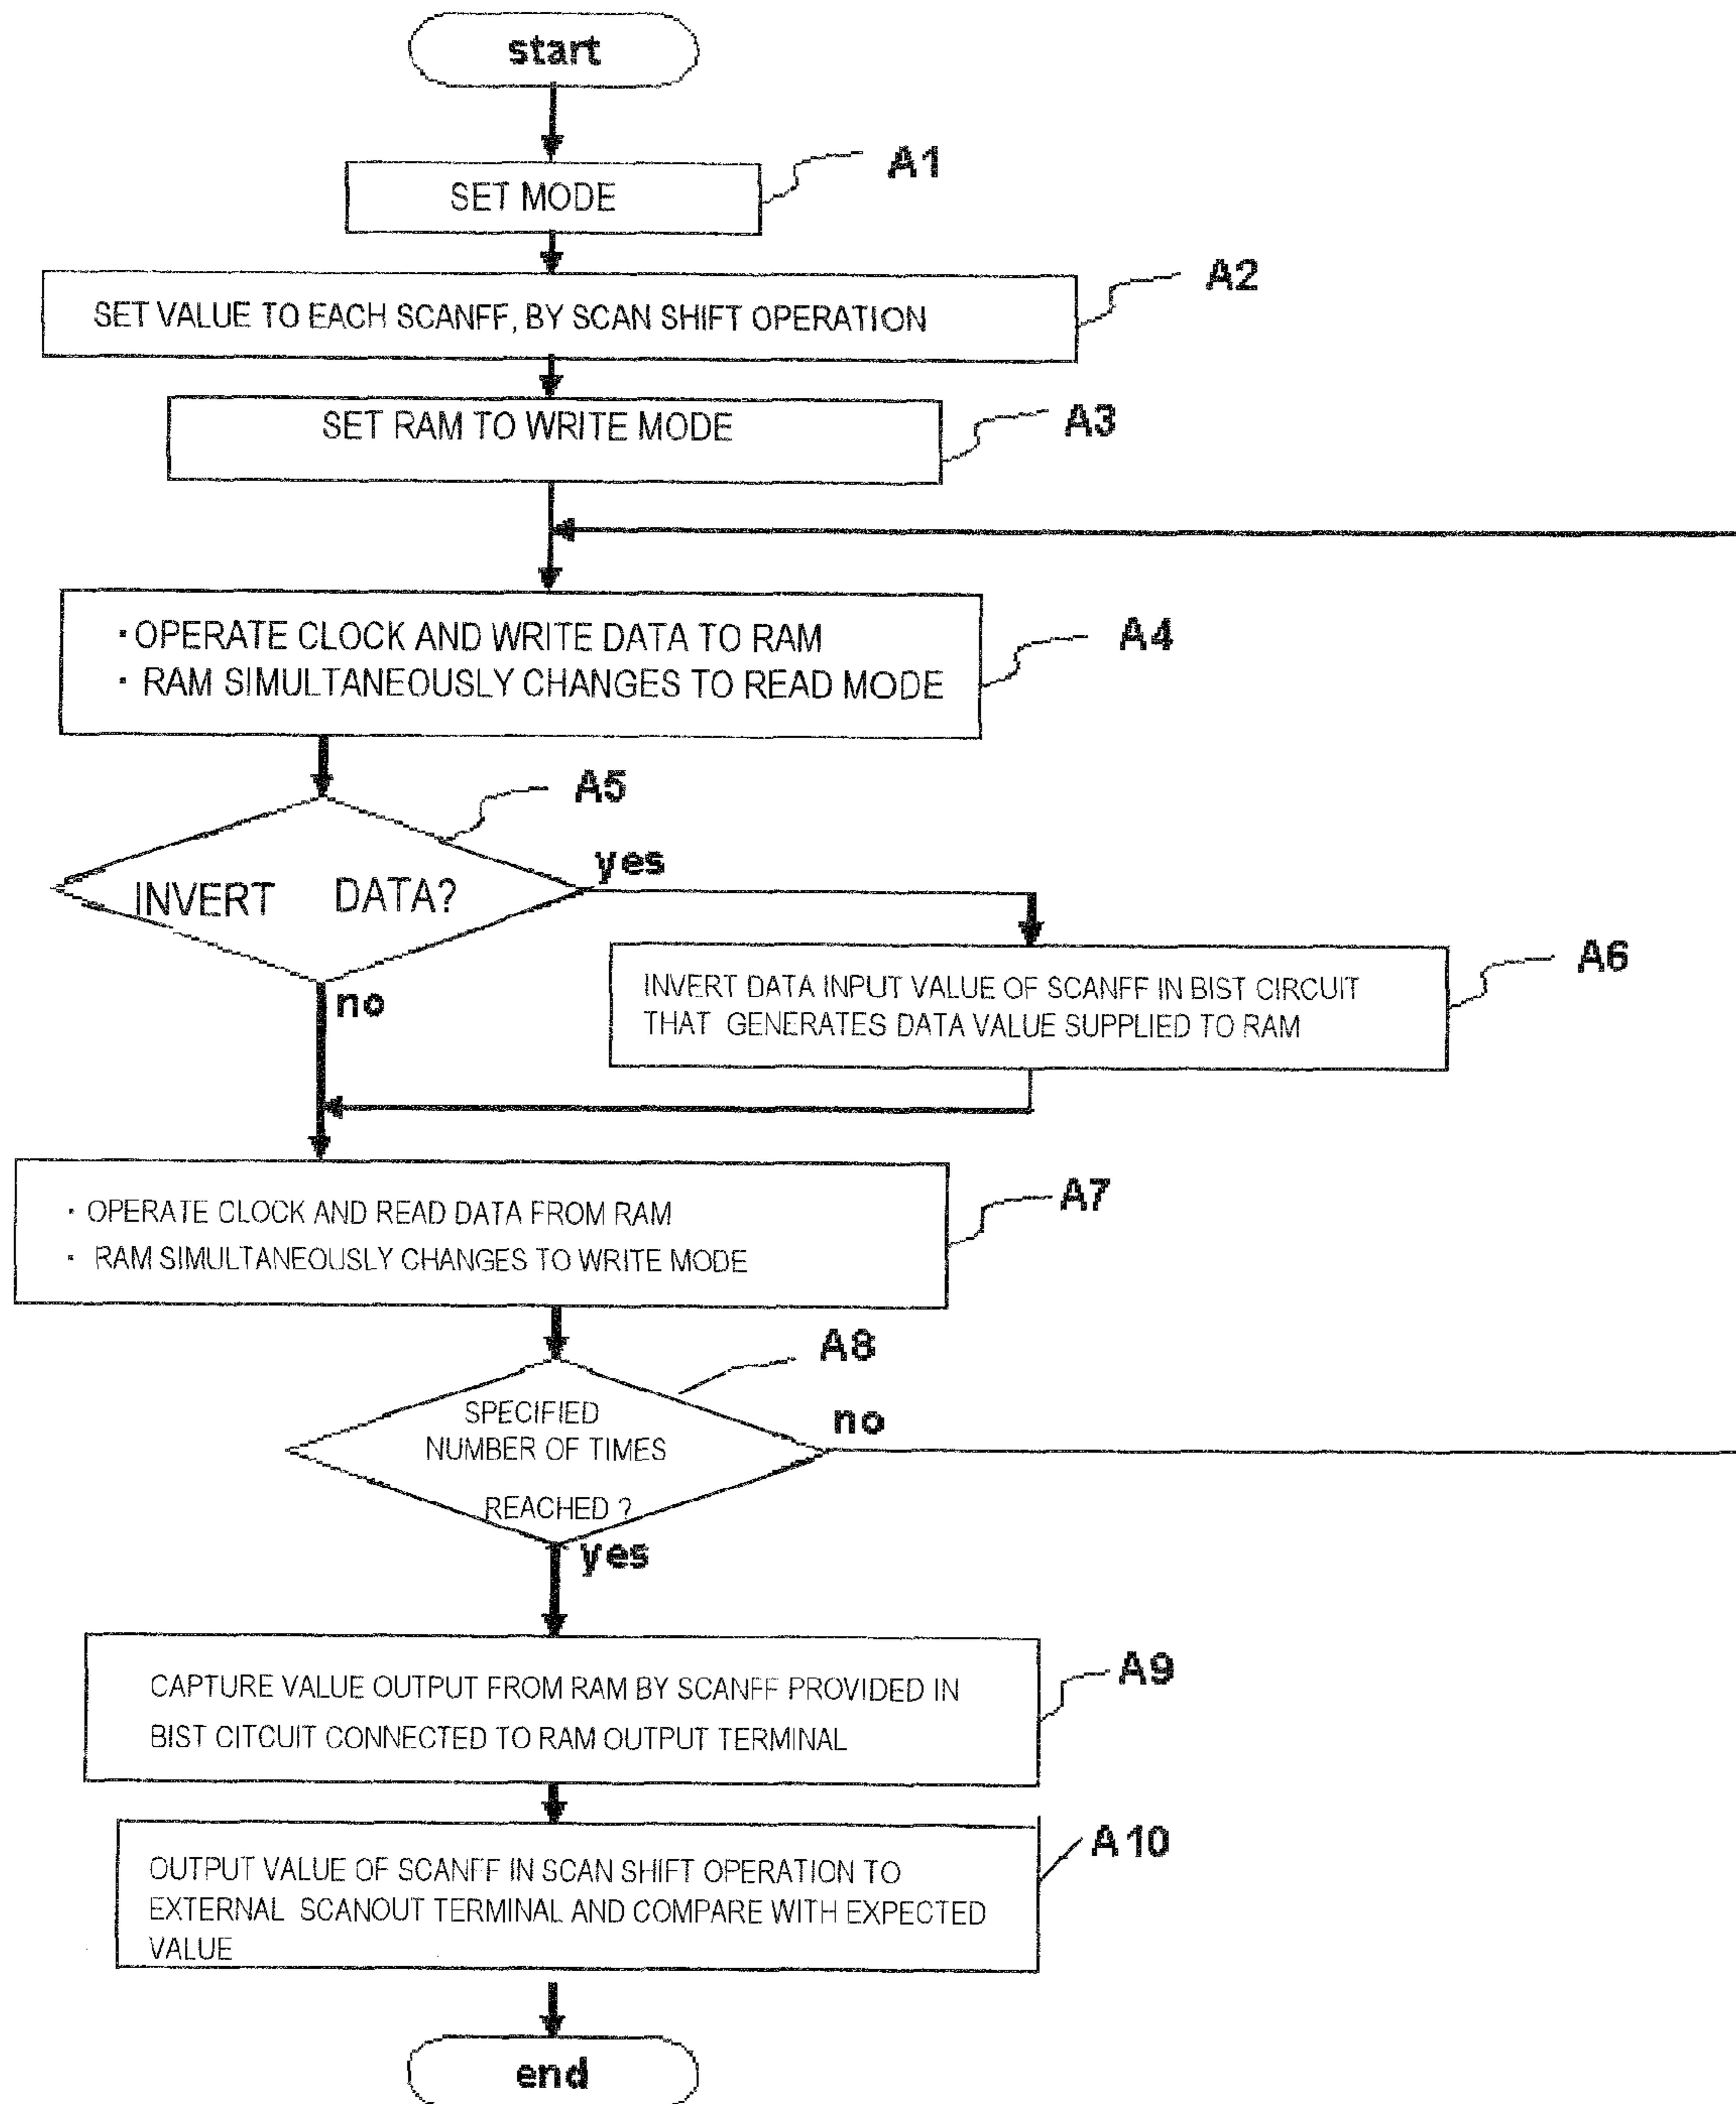 start
A1
SET MODE
A2
SET VALUE TO EACH SCANFF, BY SCAN SHIFT OPERATION
A3
SET RAM TO WRITE MODE
A4
· OPERATE CLOCK AND WRITE DATA TO RAM
· RAM SIMULTANEOUSLY CHANGES TO READ MODE
A5
yes
INVERT DATA?
no
A6
INVERT DATA INPUT VALUE OF SCANFF IN BIST CIRCUIT
THAT GENERATES DATA VALUE SUPPLIED TO RAM
A7
· OPERATE CLOCK AND READ DATA FROM RAM
· RAM SIMULTANEOUSLY CHANGES TO WRITE MODE
A8
no
SPECIFIED
NUMBER OF TIMES
REACHED ?
yes
A9
CAPTURE VALUE OUTPUT FROM RAM BY SCANFF PROVIDED IN
BIST CITCUIT CONNECTED TO RAM OUTPUT TERMINAL
A10
OUTPUT VALUE OF SCANFF IN SCAN SHIFT OPERATION TO
EXTERNAL SCANOUT TERMINAL AND COMPARE WITH EXPECTED
VALUE
end